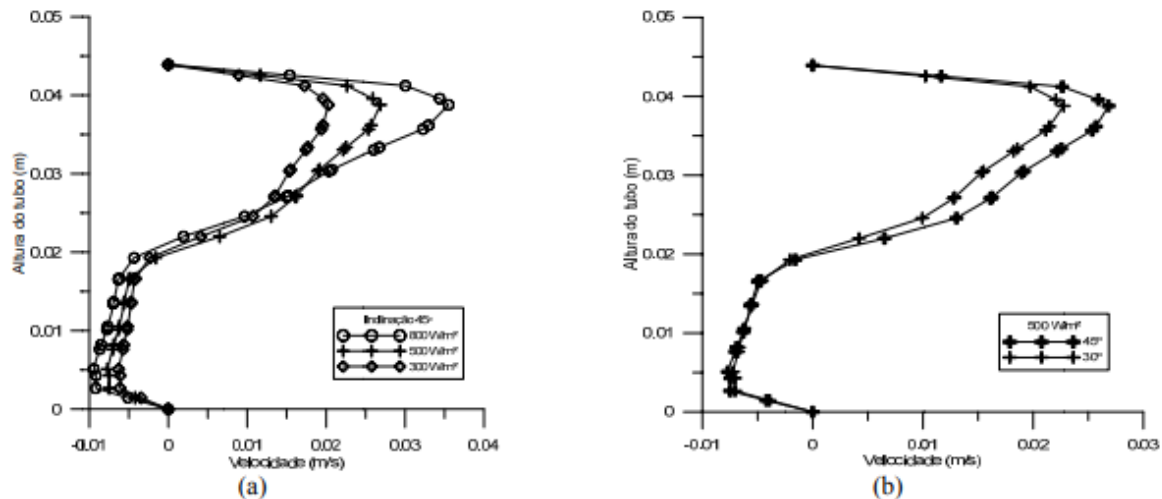 0.05
0.04
0.03
0.02
0.01
0
Altura do tubo (m)
-0.01 0 0.01 0.02 0.03 0.04
Velocidade (m/s)
Inclinação 45º
800 W/m²
500 W/m²
300 W/m²
(a)
0.05
0.04
0.03
0.02
0.01
0
Altura do tubo (m)
-0.01 0 0.01 0.02 0.03
Velocidade (m/s)
500 W/m²
45º
30º
(b)